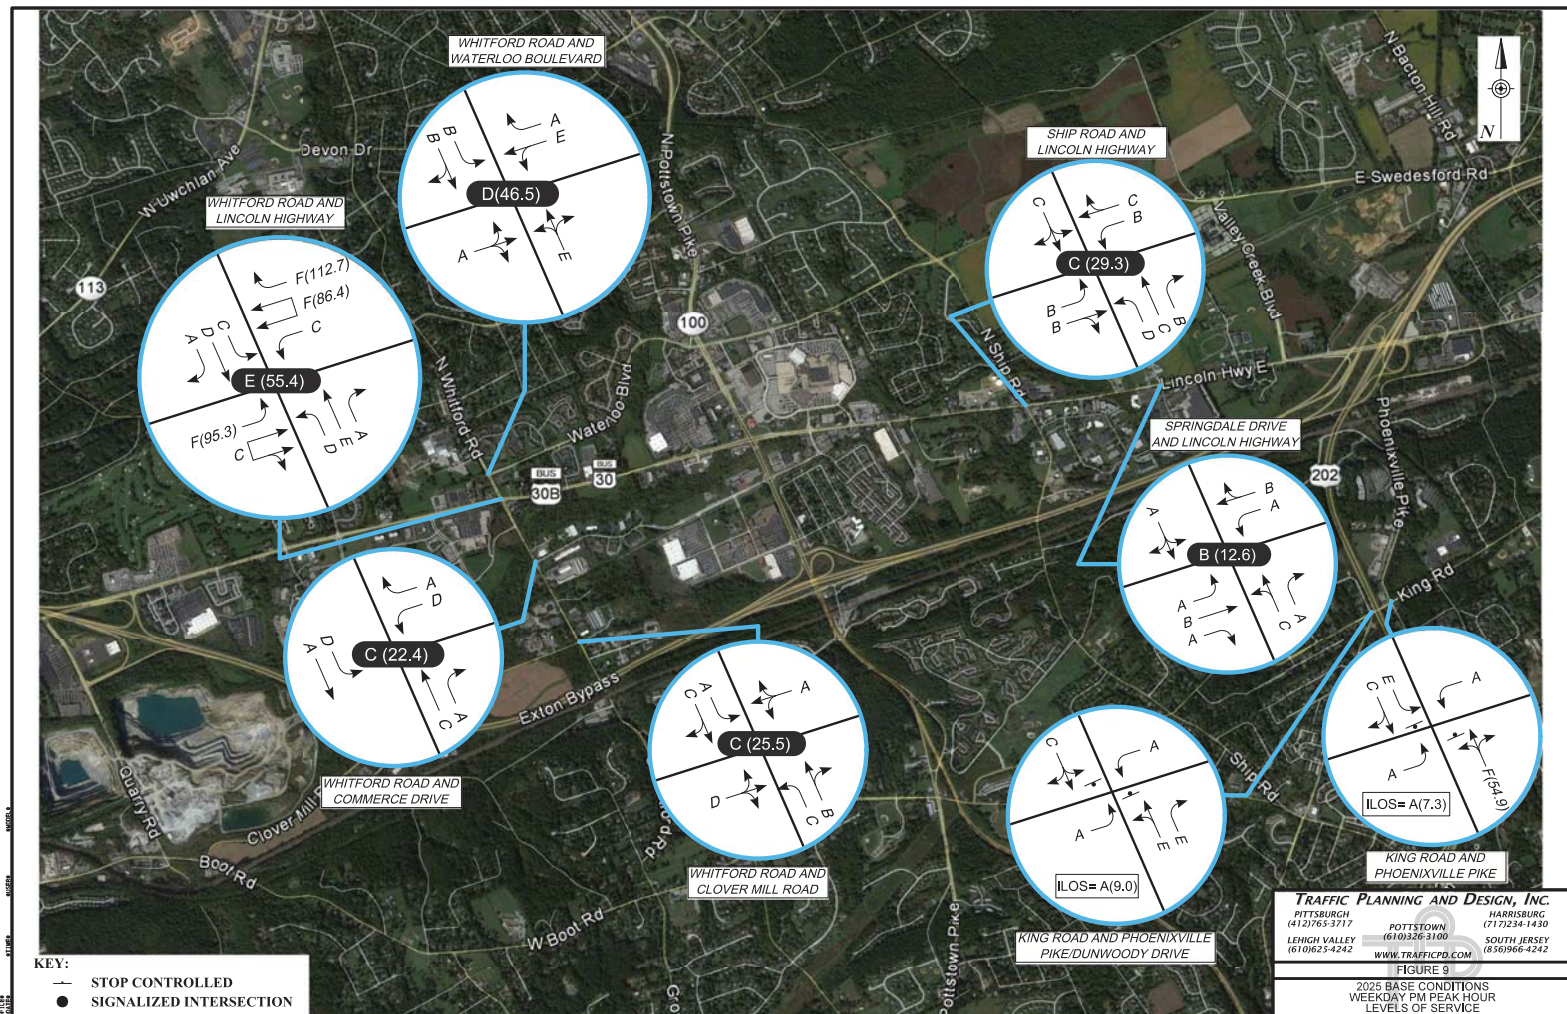 WHITFORD ROAD AND
WATERLOO BOULEVARD
A
E
B
B
D(46.5)
A
E
WHITFORD ROAD AND
LINCOLN HIGHWAY
F(112.7)
F(86.4)
C
C
D
A
E (55.4)
F(95.3)
C
A
E
D
SHIP ROAD AND
LINCOLN HIGHWAY
C
C
B
C (29.3)
B
B
B
C
D
SPRINGDALE DRIVE
AND LINCOLN HIGHWAY
A
B
A
B (12.6)
A
B
A
A
C
WHITFORD ROAD AND
COMMERCE DRIVE
A
D
D
A
C (22.4)
A
C
WHITFORD ROAD AND
CLOVER MILL ROAD
A
C
A
C (25.5)
D
B
C
KING ROAD AND PHOENIXVILLE
PIKE/DUNWOODY DRIVE
C
A
A
E
E
ILOS= A(9.0)
KING ROAD AND
PHOENIXVILLE PIKE
E
C
A
A
F(54.9)
ILOS= A(7.3)
N
N Bacton Hill Rd
E Swedesford Rd
Valley Creek Blvd
Devon Dr
W Uwchlan Ave
113
N Pottstown Pike
100
N Ship Rd
Lincoln Hwy E
Waterloo Blvd
N Whitford Rd
BUS
30
BUS
30B
202
Phoenixville Pike
King Rd
Ship Rd
Exton Bypass
Quarry Rd
Clover Mill
Boot Rd
W Boot Rd
Pottstown Pike
KEY:
STOP CONTROLLED
SIGNALIZED INTERSECTION
TRAFFIC PLANNING AND DESIGN, INC.
PITTSBURGH
(412)765-3717
HARRISBURG
(717)234-1430
POTTSTOWN
(610)326-3100
LEHIGH VALLEY
(610)625-4242
SOUTH JERSEY
(856)966-4242
WWW.TRAFFICPD.COM
FIGURE 9
2025 BASE CONDITIONS
WEEKDAY PM PEAK HOUR
LEVELS OF SERVICE